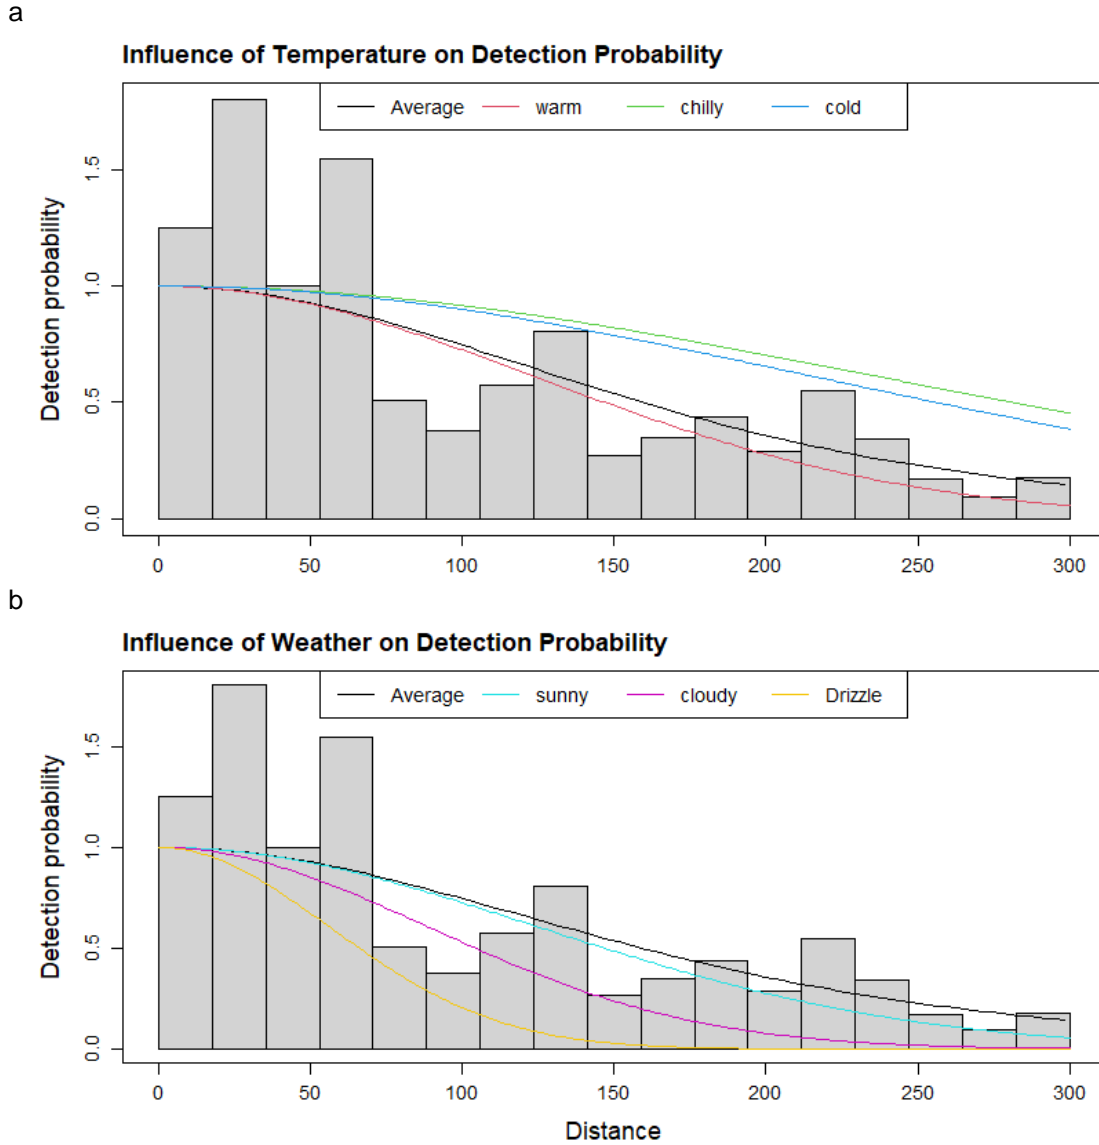 a
Influence of Temperature on Detection Probability
Average warm chilly cold
Detection probability
0.0 0.5 1.0 1.5
0 50 100 150 200 250 300
b
Influence of Weather on Detection Probability
Average sunny cloudy Drizzle
Detection probability
0.0 0.5 1.0 1.5
0 50 100 150 200 250 300
Distance